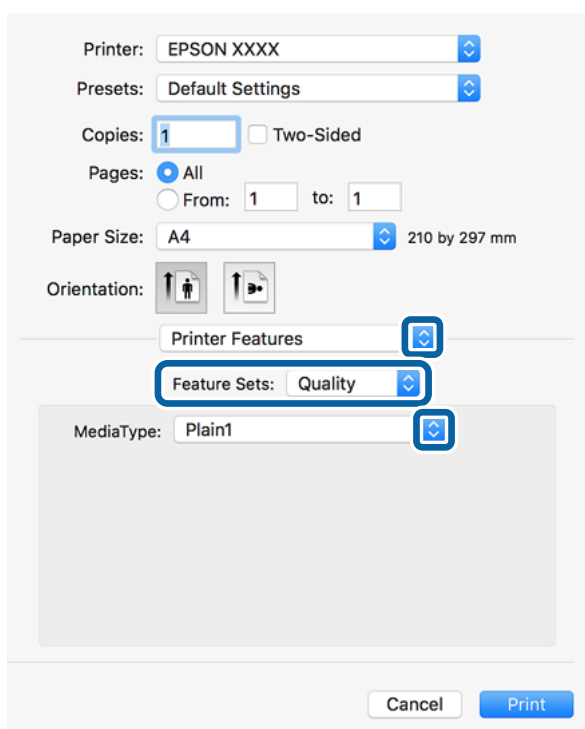 Printer: EPSON XXXX
Presets: Default Settings
Copies: 1 Two-Sided
Pages: All
From: 1 to: 1
Paper Size: A4 210 by 297 mm
Orientation:
Printer Features
Feature Sets: Quality
MediaType: Plain1
Cancel Print